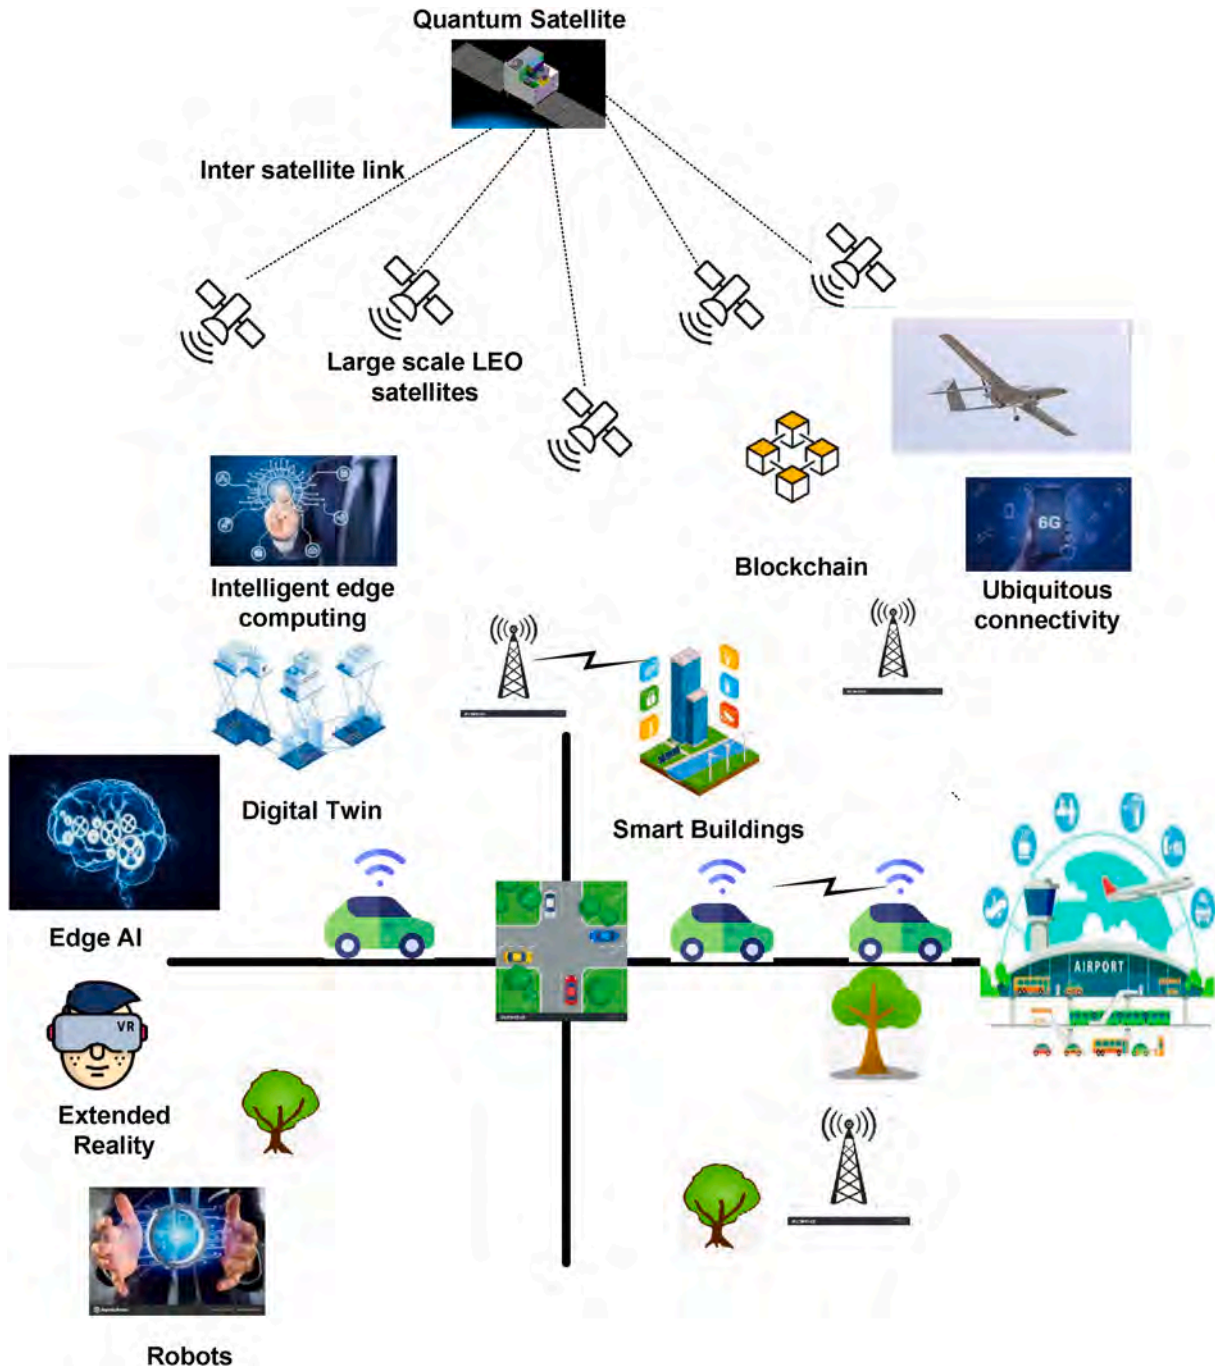 Quantum Satellite
Inter satellite link
Large scale LEO
satellites
6G
Intelligent edge
computing
Blockchain
Ubiquitous
connectivity
Digital Twin
Smart Buildings
Edge AI
AIRPORT
VR
Extended
Reality
Robots